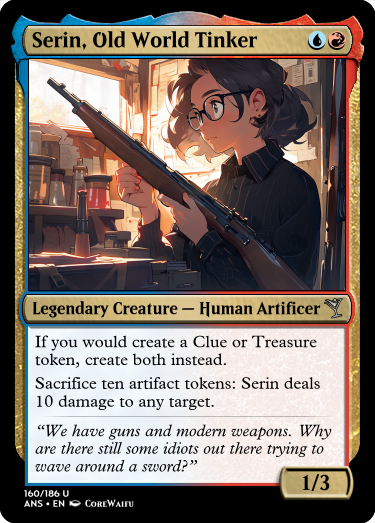 Serin, Old World Tinker
Legendary Creature — Human Artificer
If you would create a Clue or Treasure
token, create both instead.
Sacrifice ten artifact tokens: Serin deals
10 damage to any target.
“We have guns and modern weapons. Why
are there still some idiots out there trying to
wave around a sword?”
1/3
160/186 U
ANS • EN CoreWaifu